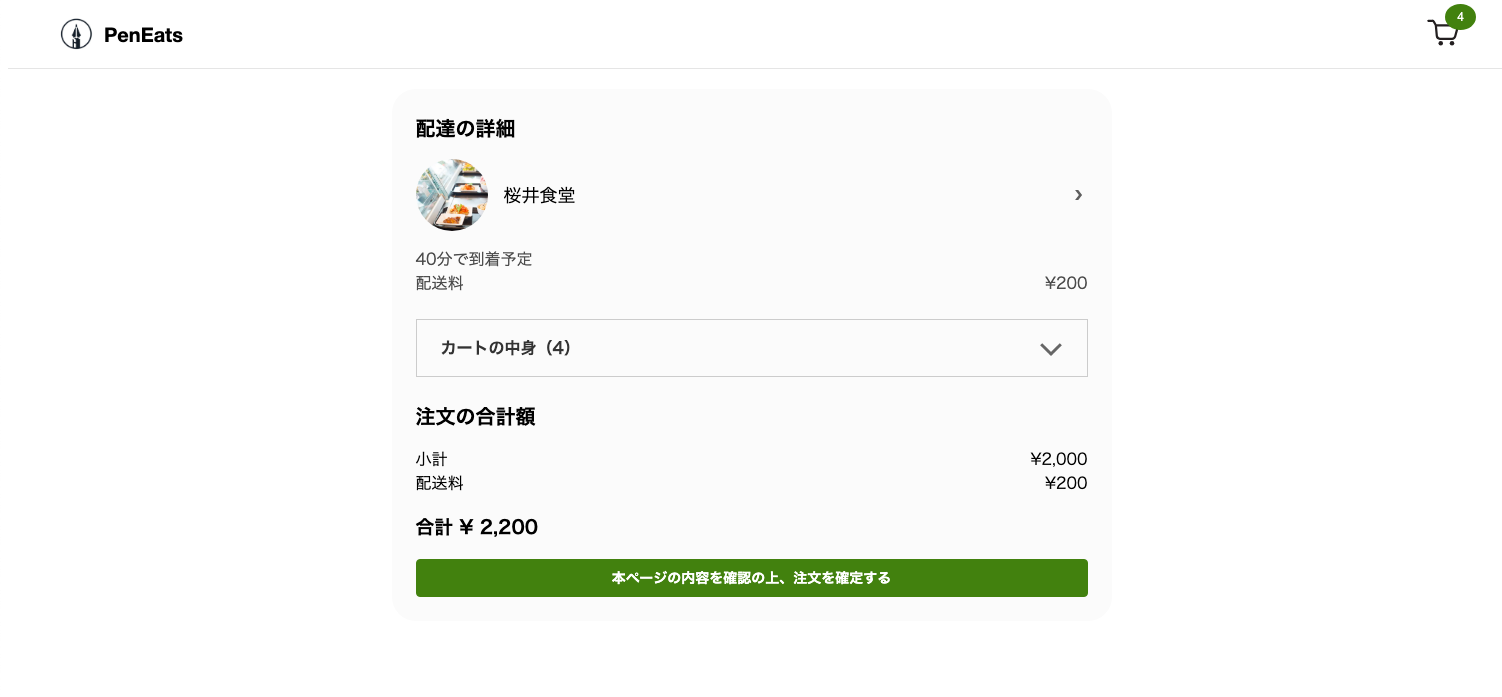 PenEats
4
配達の詳細
桜井食堂
40分で到着予定
配送料 ¥200
カートの中身（4）
注文の合計額
小計 ¥2,000
配送料 ¥200
合計 ¥ 2,200
本ページの内容を確認の上、注文を確定する